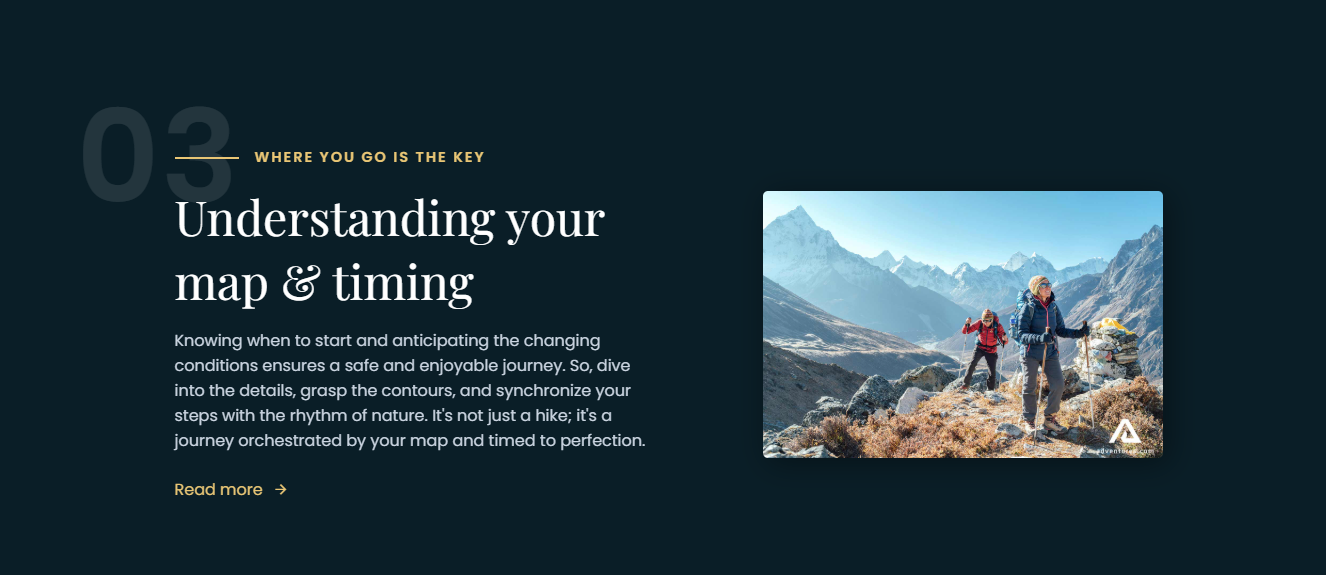 03
WHERE YOU GO IS THE KEY
Understanding your
map & timing
Knowing when to start and anticipating the changing
conditions ensures a safe and enjoyable journey. So, dive
into the details, grasp the contours, and synchronize your
steps with the rhythm of nature. It's not just a hike; it's a
journey orchestrated by your map and timed to perfection.
Read more →